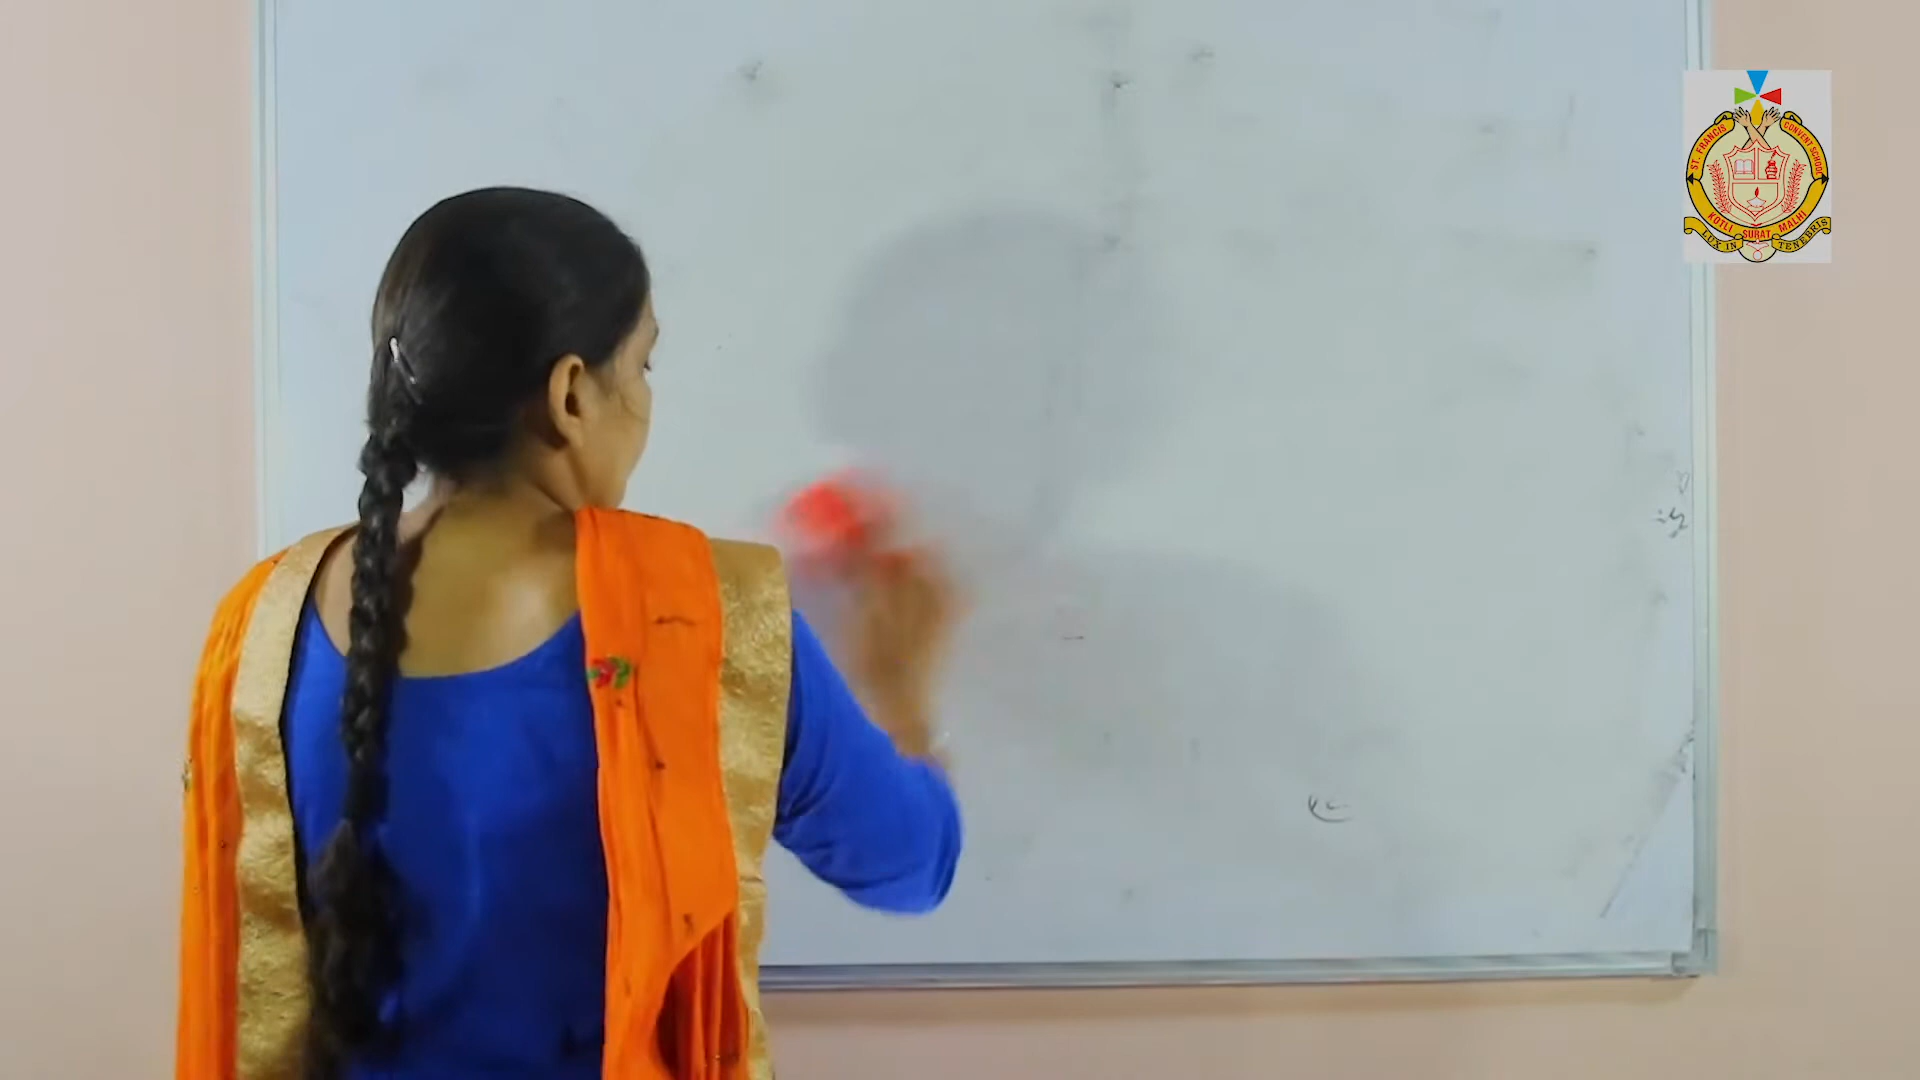 ST. FRANCIS CONVENT SCHOOL
KOTLI SURAT MALHI
LUX IN TENEBRIS